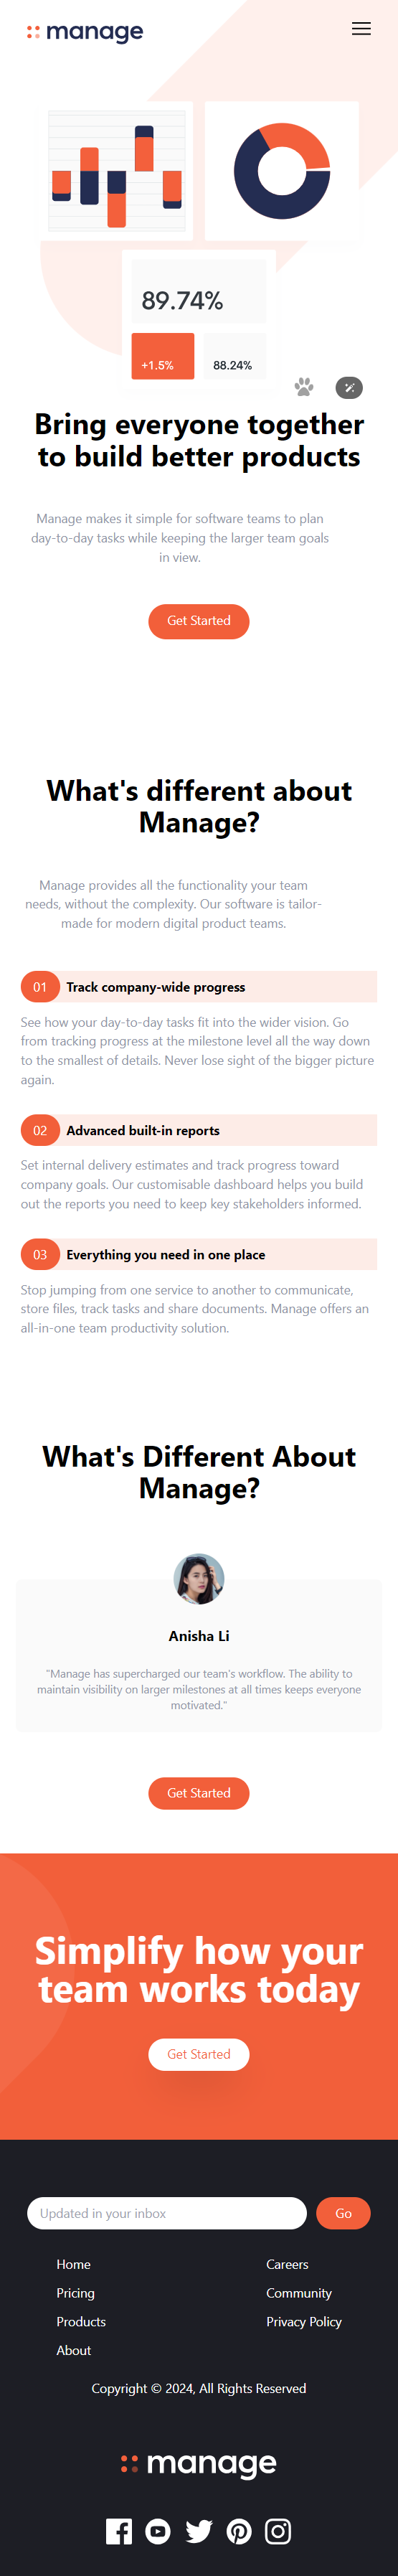 manage
89.74%
+1.5%
88.24%
Bring everyone together
to build better products
Manage makes it simple for software teams to plan
day-to-day tasks while keeping the larger team goals
in view.
Get Started
What's different about
Manage?
Manage provides all the functionality your team
needs, without the complexity. Our software is tailor-
made for modern digital product teams.
01 Track company-wide progress
See how your day-to-day tasks fit into the wider vision. Go
from tracking progress at the milestone level all the way down
to the smallest of details. Never lose sight of the bigger picture
again.
02 Advanced built-in reports
Set internal delivery estimates and track progress toward
company goals. Our customisable dashboard helps you build
out the reports you need to keep key stakeholders informed.
03 Everything you need in one place
Stop jumping from one service to another to communicate,
store files, track tasks and share documents. Manage offers an
all-in-one team productivity solution.
What's Different About
Manage?
Anisha Li
"Manage has supercharged our team's workflow. The ability to
maintain visibility on larger milestones at all times keeps everyone
motivated."
Get Started
Simplify how your
team works today
Get Started
Updated in your inbox
Go
Home
Pricing
Products
About
Careers
Community
Privacy Policy
Copyright © 2024, All Rights Reserved
manage